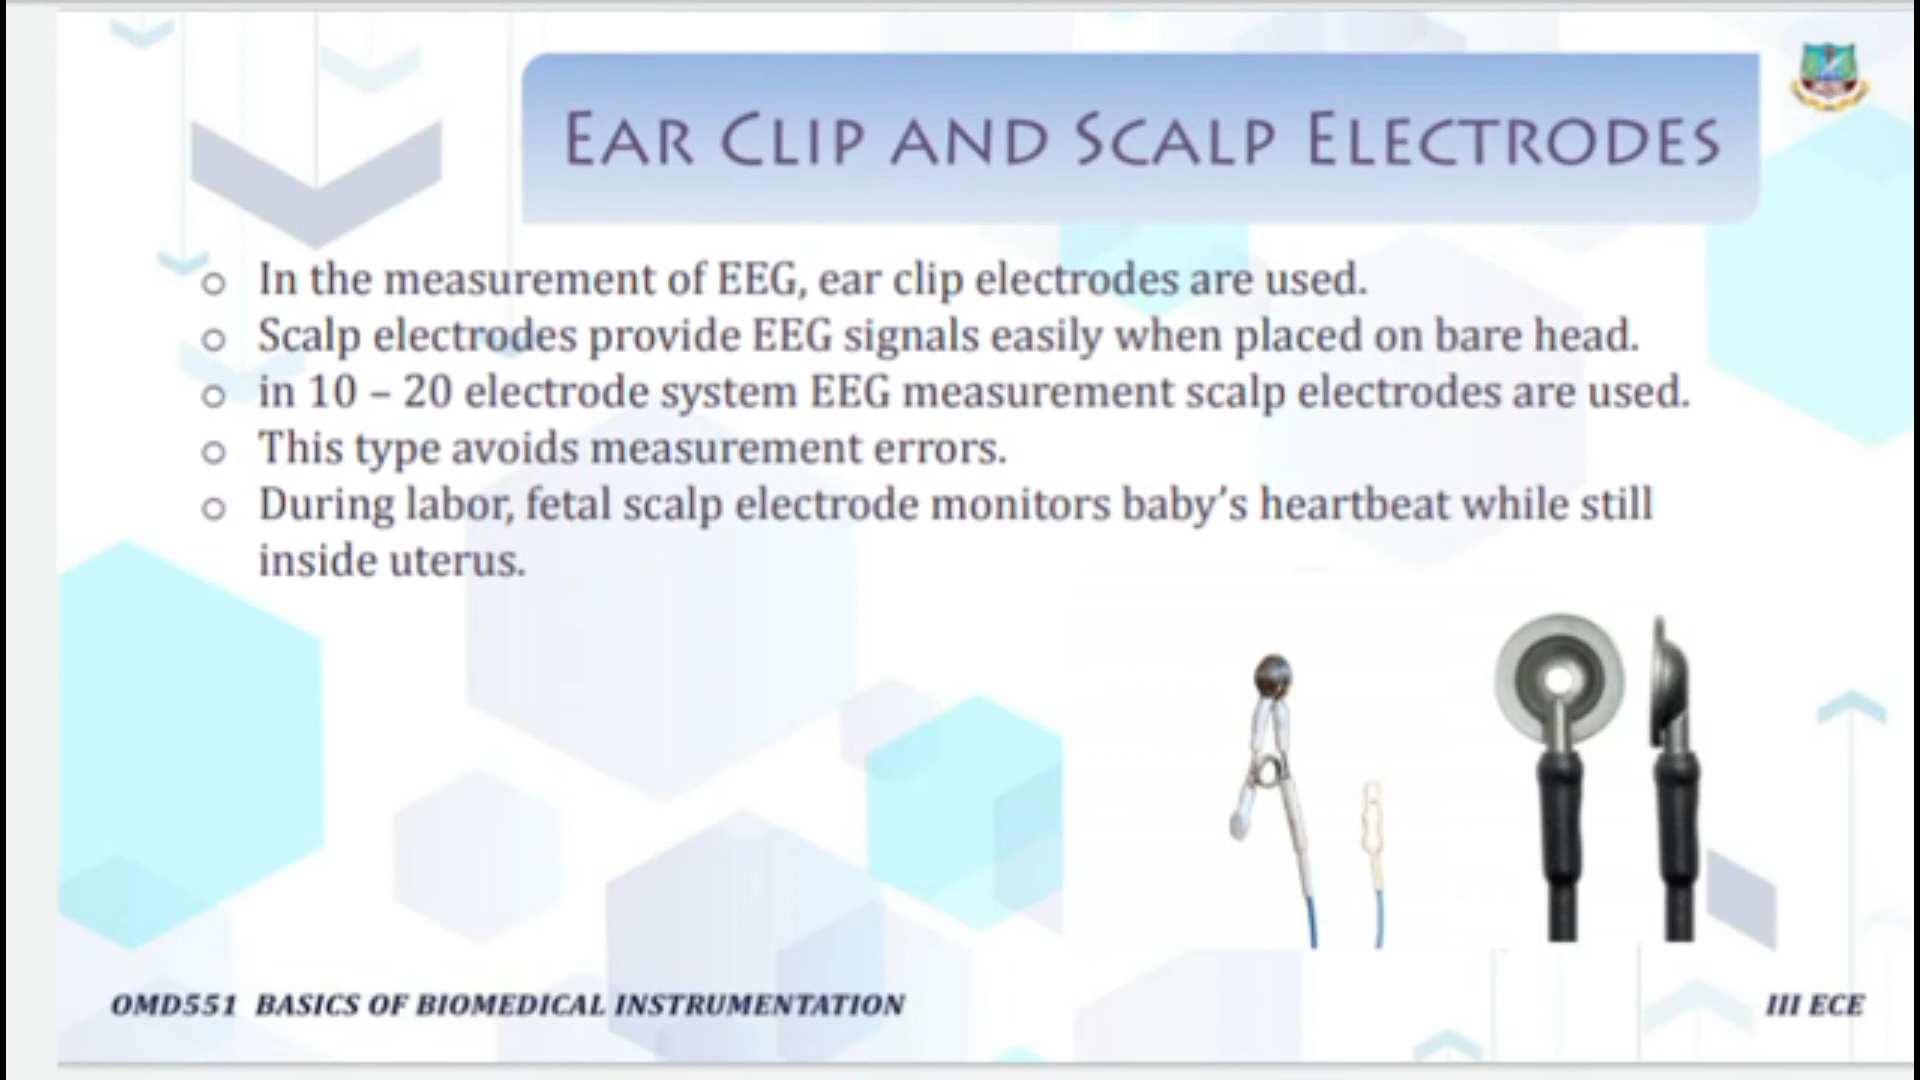 EAR CLIP AND SCALP ELECTRODES
o In the measurement of EEG, ear clip electrodes are used.
o Scalp electrodes provide EEG signals easily when placed on bare head.
o in 10 – 20 electrode system EEG measurement scalp electrodes are used.
o This type avoids measurement errors.
o During labor, fetal scalp electrode monitors baby’s heartbeat while still
inside uterus.
OMD551 BASICS OF BIOMEDICAL INSTRUMENTATION
III ECE